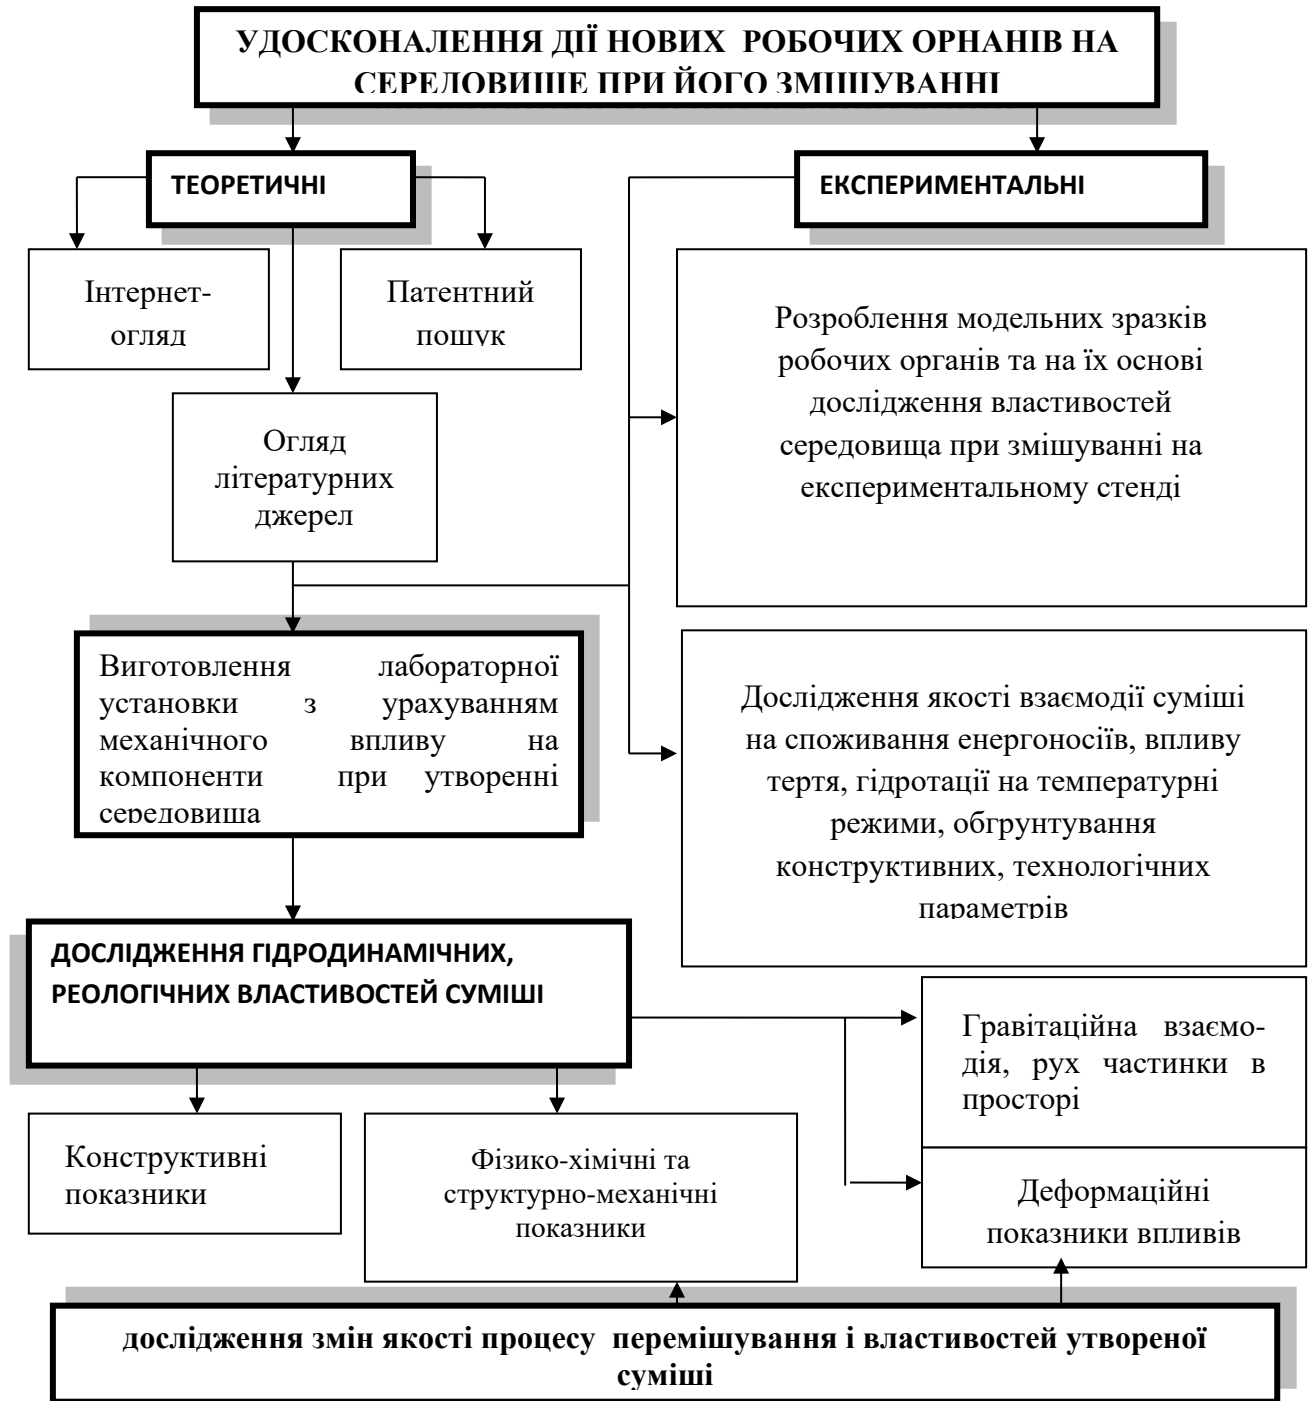 УДОСКОНАЛЕННЯ ДІЇ НОВИХ РОБОЧИХ ОРНАНІВ НА
СЕРЕДОВИЩЕ ПРИ ЙОГО ЗМІШУВАННІ
ТЕОРЕТИЧНІ
ЕКСПЕРИМЕНТАЛЬНІ
Інтернет-
огляд
Патентний
пошук
Розроблення модельних зразків
робочих органів та на їх основі
дослідження властивостей
середовища при змішуванні на
експериментальному стенді
Огляд
літературних
джерел
Виготовлення лабораторної
установки з урахуванням
механічного впливу на
компоненти при утворенні
середовища
Дослідження якості взаємодії суміші
на споживання енергоносіїв, впливу
тертя, гідротації на температурні
режими, обгрунтування
конструктивних, технологічних
параметрів
ДОСЛІДЖЕННЯ ГІДРОДИНАМІЧНИХ,
РЕОЛОГІЧНИХ ВЛАСТИВОСТЕЙ СУМІШІ
Гравітаційна взаємо-
дія, рух частинки в
просторі
Конструктивні
показники
Фізико-хімічні та
структурно-механічні
показники
Деформаційні
показники впливів
дослідження змін якості процесу перемішування і властивостей утвореної
суміші